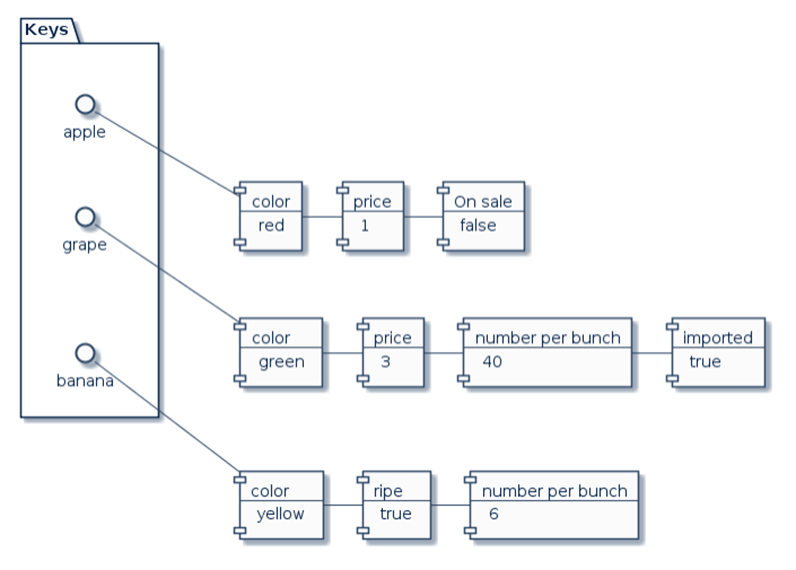 Keys
apple
color
price
On sale
red
1
false
grape
color
price
number per bunch
imported
green
3
40
true
banana
color
ripe
number per bunch
yellow
true
6